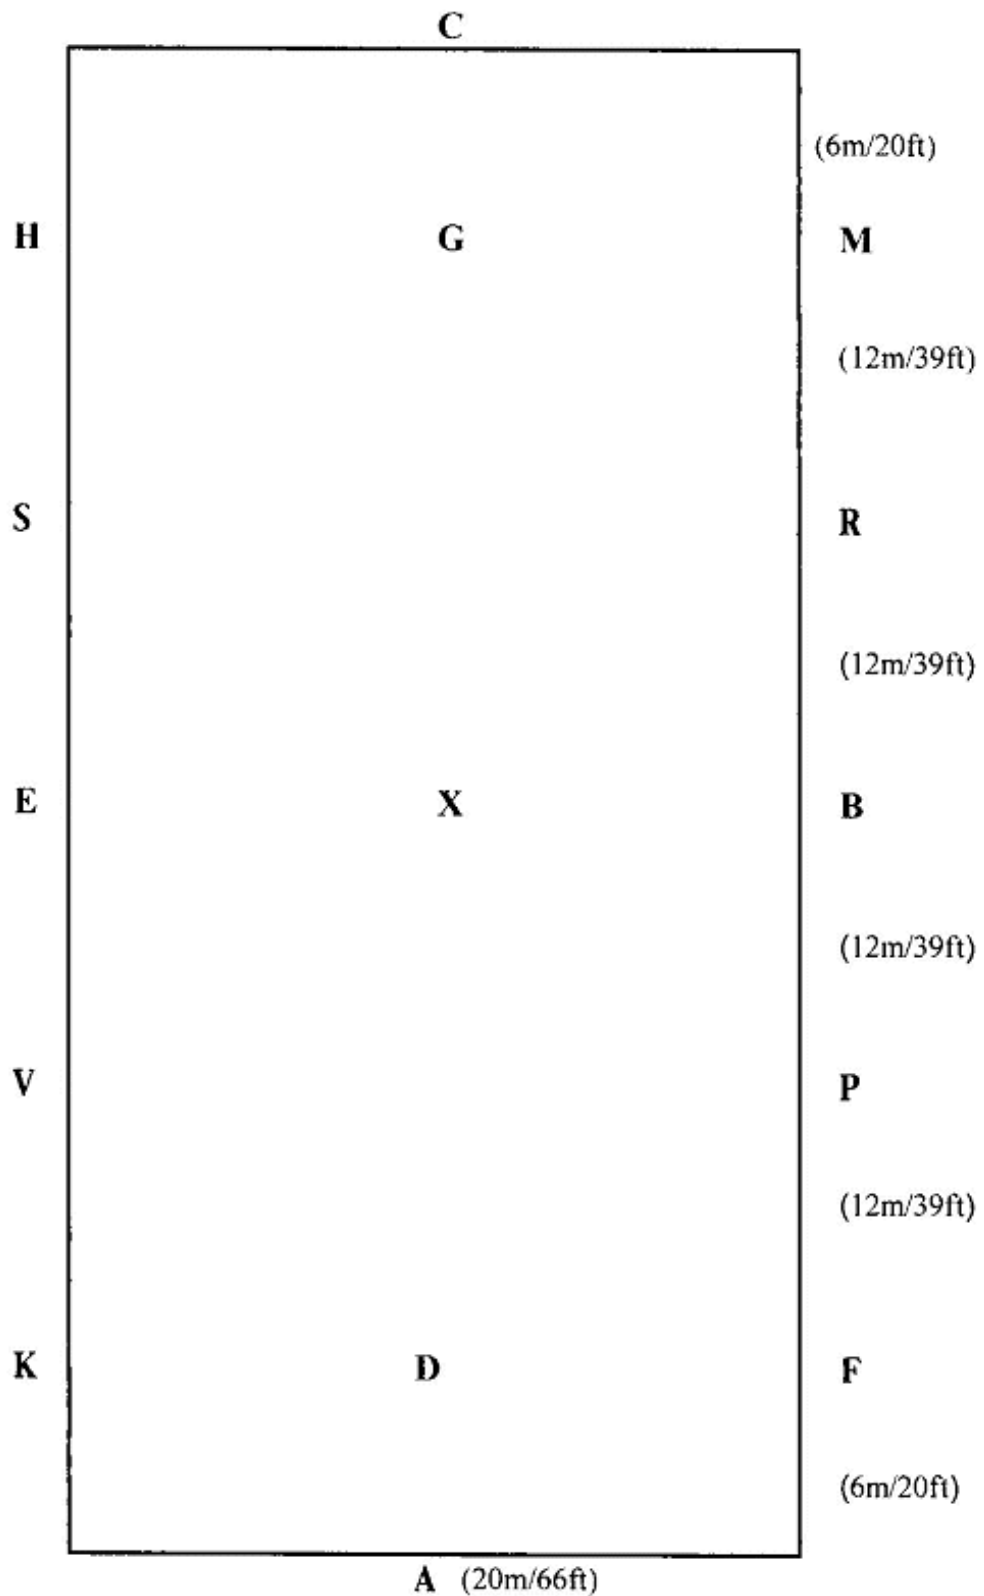 C
(6m/20ft)
H G M
(12m/39ft)
S R
(12m/39ft)
E X B
(12m/39ft)
V P
(12m/39ft)
K D F
(6m/20ft)
A (20m/66ft)